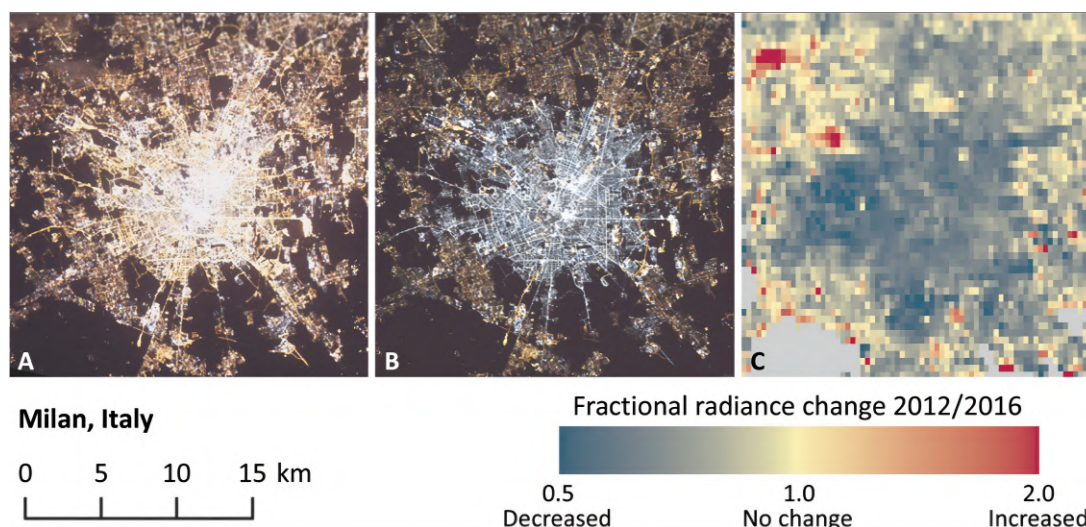 A
B
C
Milan, Italy
0 5 10 15 km
Fractional radiance change 2012/2016
0.5 1.0 2.0
Decreased No change Increased